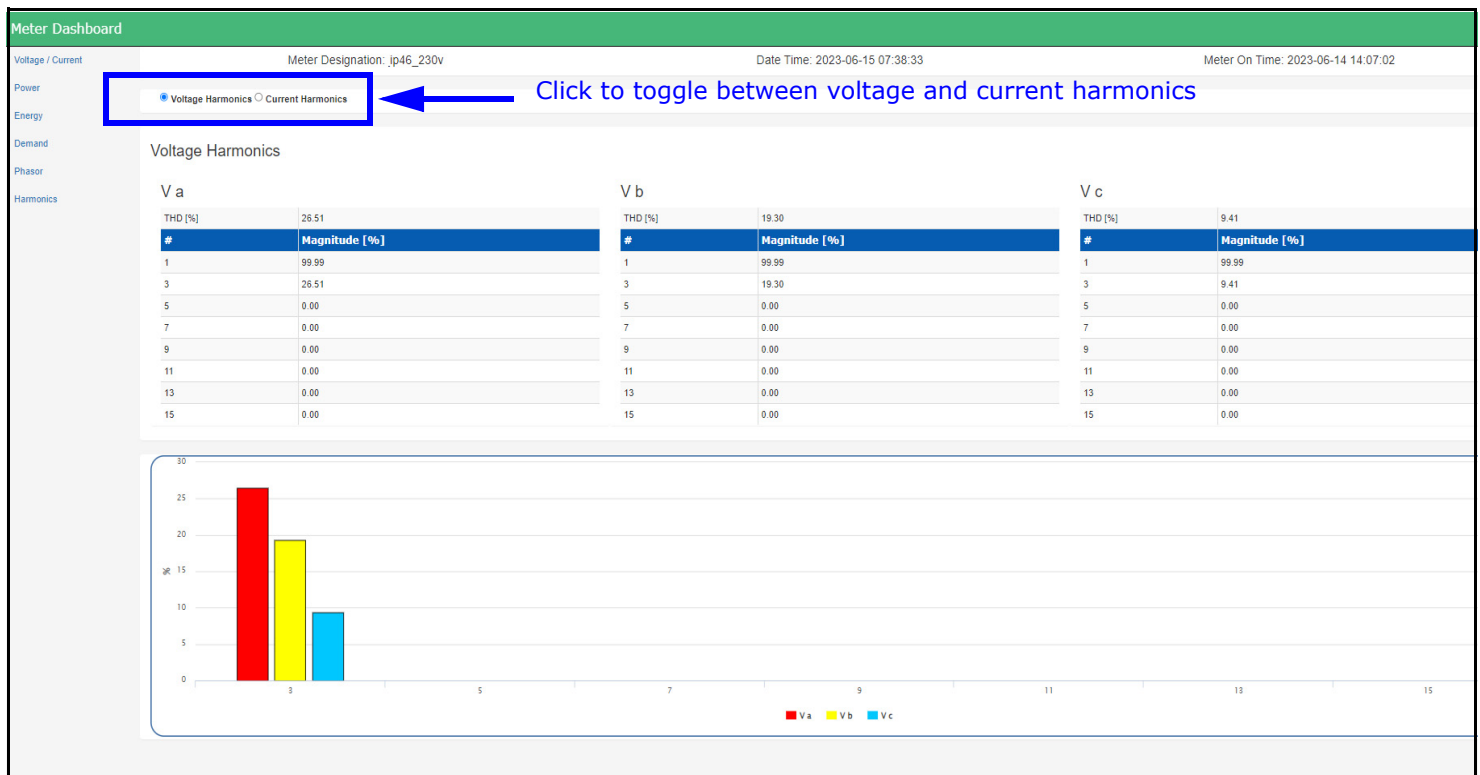 Meter Dashboard
Voltage / Current
Power
Energy
Demand
Phasor
Harmonics
Meter Designation: ip46_230v Date Time: 2023-06-15 07:38:33 Meter On Time: 2023-06-14 14:07:02
Voltage Harmonics Current Harmonics
Click to toggle between voltage and current harmonics
Voltage Harmonics
V a V b V c
THD [%] 26.51 THD [%] 19.30 THD [%] 9.41
# Magnitude [%] # Magnitude [%] # Magnitude [%]
1 99.99 1 99.99 1 99.99
3 26.51 3 19.30 3 9.41
5 0.00 5 0.00 5 0.00
7 0.00 7 0.00 7 0.00
9 0.00 9 0.00 9 0.00
11 0.00 11 0.00 11 0.00
13 0.00 13 0.00 13 0.00
15 0.00 15 0.00 15 0.00
30
25
20
% 15
10
5
0
3 5 7 9 11 13 15
V a V b V c